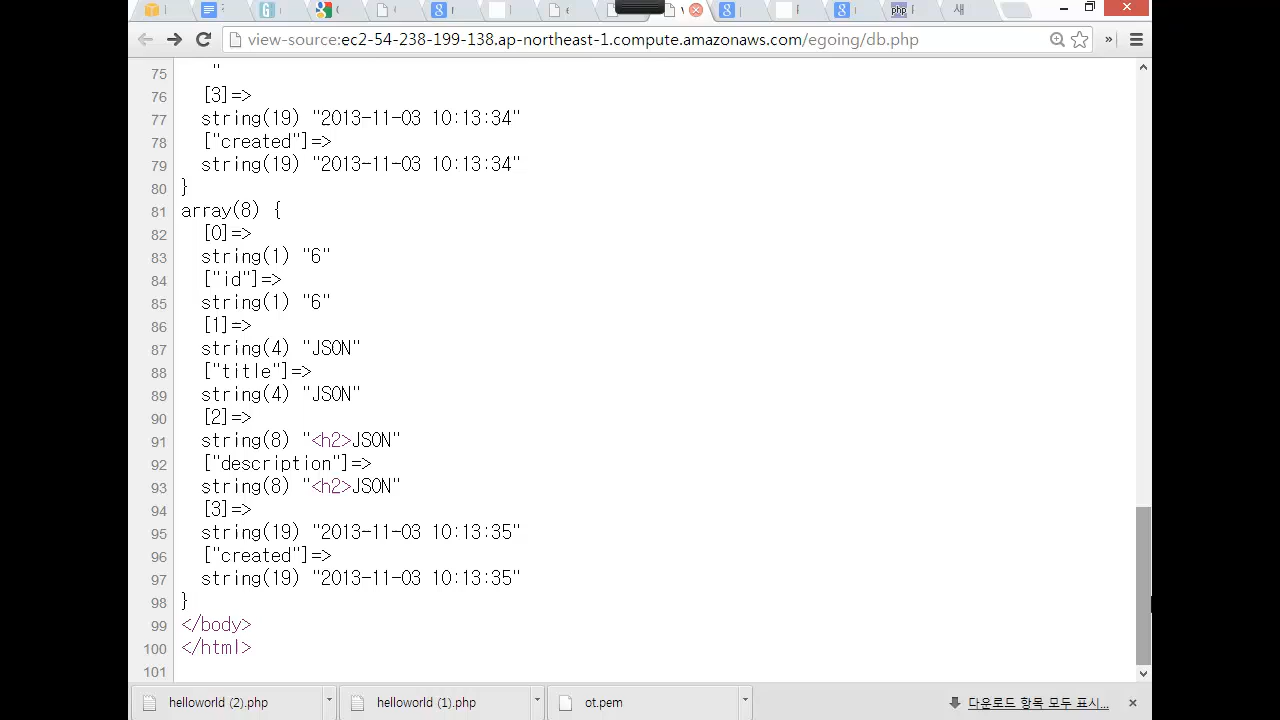 view-source:ec2-54-238-199-138.ap-northeast-1.compute.amazonaws.com/egoing/db.php
75 "
76 [3]=>
77 string(19) "2013-11-03 10:13:34"
78 ["created"]=>
79 string(19) "2013-11-03 10:13:34"
80 }
81 array(8) {
82 [0]=>
83 string(1) "6"
84 ["id"]=>
85 string(1) "6"
86 [1]=>
87 string(4) "JSON"
88 ["title"]=>
89 string(4) "JSON"
90 [2]=>
91 string(8) "<h2>JSON"
92 ["description"]=>
93 string(8) "<h2>JSON"
94 [3]=>
95 string(19) "2013-11-03 10:13:35"
96 ["created"]=>
97 string(19) "2013-11-03 10:13:35"
98 }
99 </body>
100 </html>
101
helloworld (2).php
helloworld (1).php
ot.pem
다운로드 항목 모두 표시...